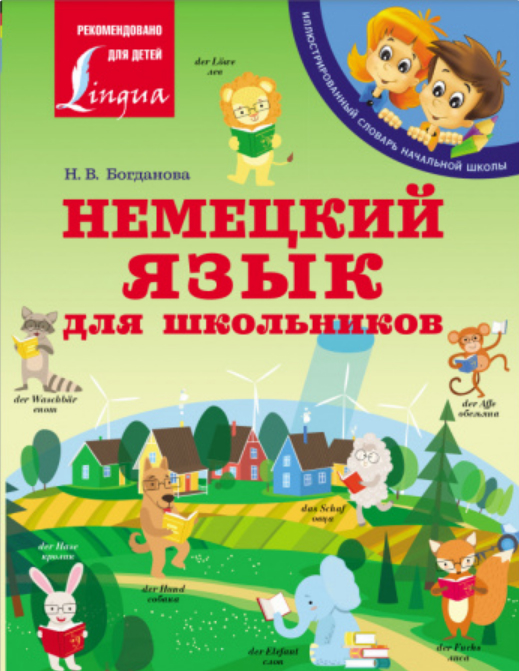 РЕКОМЕНДОВАНО
ДЛЯ ДЕТЕЙ
Lingua
ИЛЛЮСТРИРОВАННЫЙ СЛОВАРЬ НАЧАЛЬНОЙ ШКОЛЫ
der Löwe
лев
Н. В. Богданова
НЕМЕЦКИЙ
ЯЗЫК
для школьников
der Waschbär
енот
der Affe
обезьяна
das Schaf
овца
der Hase
кролик
der Hund
собака
der Elefant
слон
der Fuchs
лиса